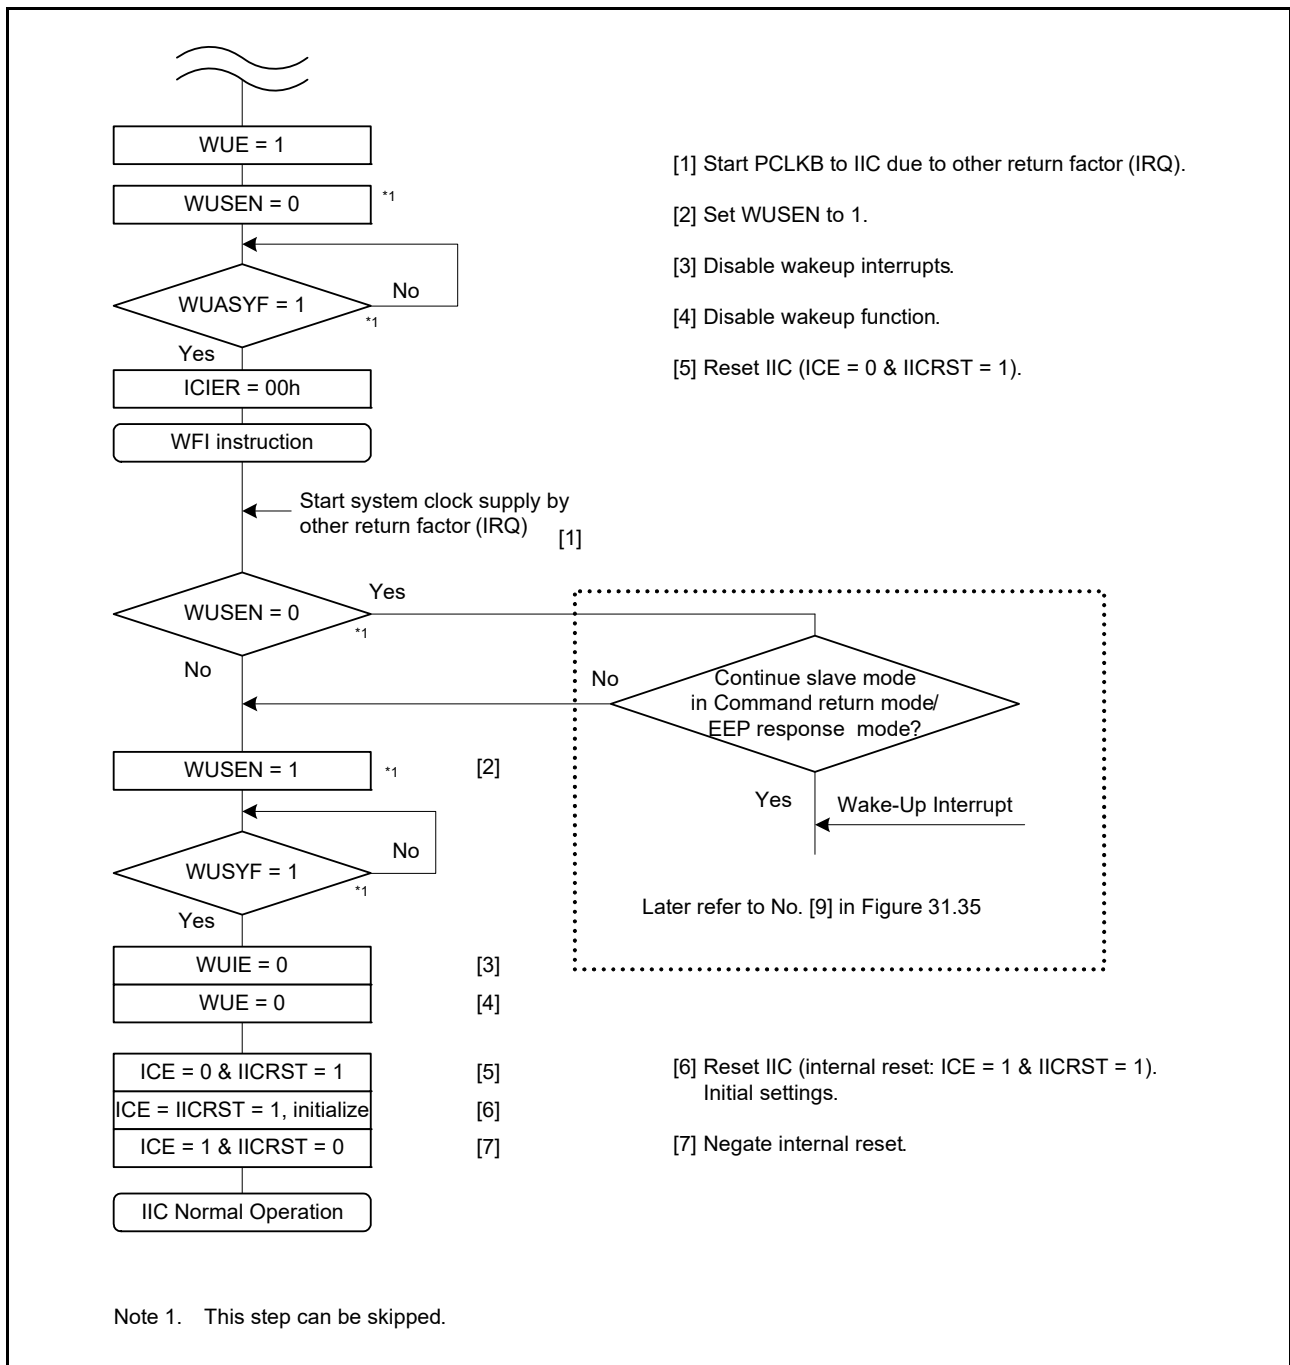 WUE = 1
WUSEN = 0 *1
WUASYF = 1 *1
No
Yes
ICIER = 00h
WFI instruction
Start system clock supply by
other return factor (IRQ)
[1]
WUSEN = 0 *1
Yes
No
Continue slave mode
in Command return mode/
EEP response mode?
No
Yes
Wake-Up Interrupt
Later refer to No. [9] in Figure 31.35
WUSEN = 1 *1 [2]
WUSYF = 1 *1
No
Yes
WUIE = 0 [3]
WUE = 0 [4]
ICE = 0 & IICRST = 1 [5]
ICE = IICRST = 1, initialize [6]
ICE = 1 & IICRST = 0 [7]
IIC Normal Operation
[1] Start PCLKB to IIC due to other return factor (IRQ).
[2] Set WUSEN to 1.
[3] Disable wakeup interrupts.
[4] Disable wakeup function.
[5] Reset IIC (ICE = 0 & IICRST = 1).
[6] Reset IIC (internal reset: ICE = 1 & IICRST = 1).
Initial settings.
[7] Negate internal reset.
Note 1. This step can be skipped.